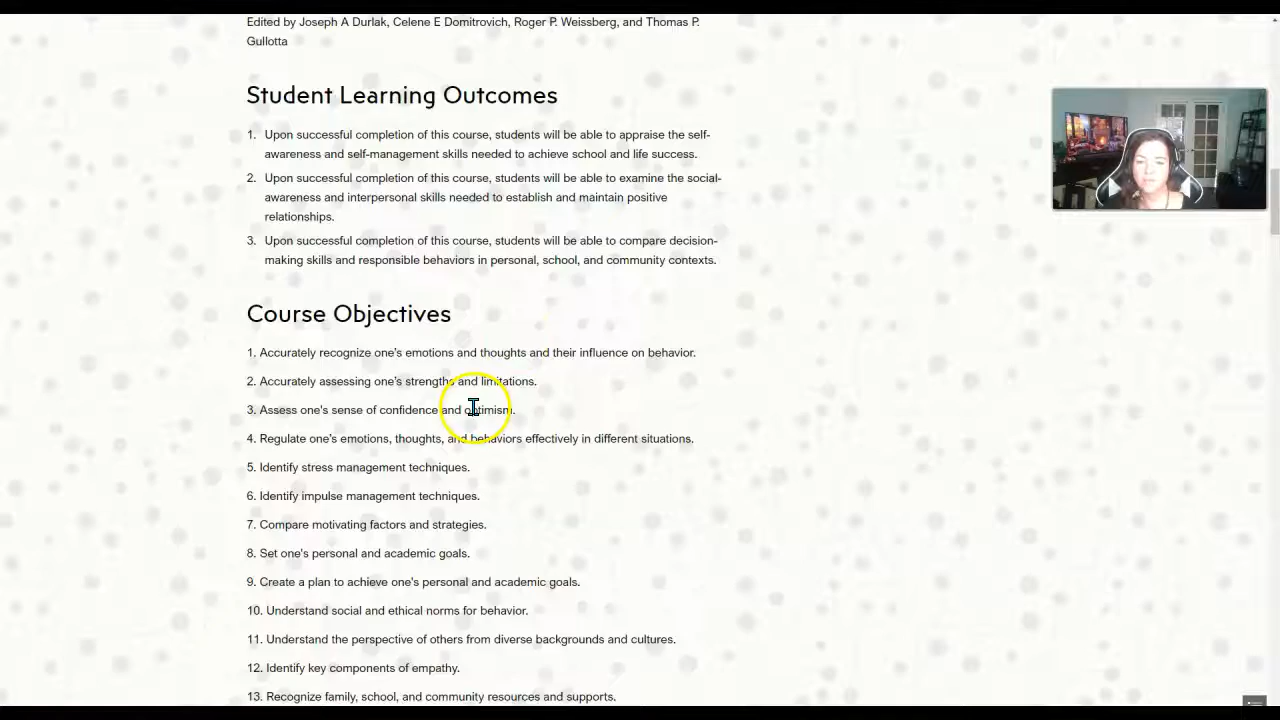 Edited by Joseph A Durlak, Celene E Domitrovich, Roger P. Weissberg, and Thomas P.
Gullotta
Student Learning Outcomes
1. Upon successful completion of this course, students will be able to appraise the self-
awareness and self-management skills needed to achieve school and life success.
2. Upon successful completion of this course, students will be able to examine the social-
awareness and interpersonal skills needed to establish and maintain positive
relationships.
3. Upon successful completion of this course, students will be able to compare decision-
making skills and responsible behaviors in personal, school, and community contexts.
Course Objectives
1. Accurately recognize one's emotions and thoughts and their influence on behavior.
2. Accurately assessing one's strengths and limitations.
3. Assess one's sense of confidence and optimism.
4. Regulate one's emotions, thoughts, and behaviors effectively in different situations.
5. Identify stress management techniques.
6. Identify impulse management techniques.
7. Compare motivating factors and strategies.
8. Set one's personal and academic goals.
9. Create a plan to achieve one's personal and academic goals.
10. Understand social and ethical norms for behavior.
11. Understand the perspective of others from diverse backgrounds and cultures.
12. Identify key components of empathy.
13. Recognize family, school, and community resources and supports.